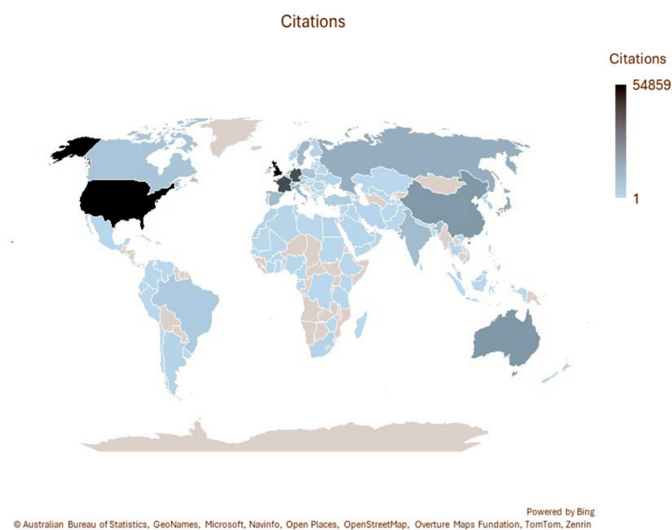 Citations
Citations
54859
1
Powered by Bing
© Australian Bureau of Statistics, GeoNames, Microsoft, Navinfo, Open Places, OpenStreetMap, Overture Maps Fundation, TomTom, Zenrin